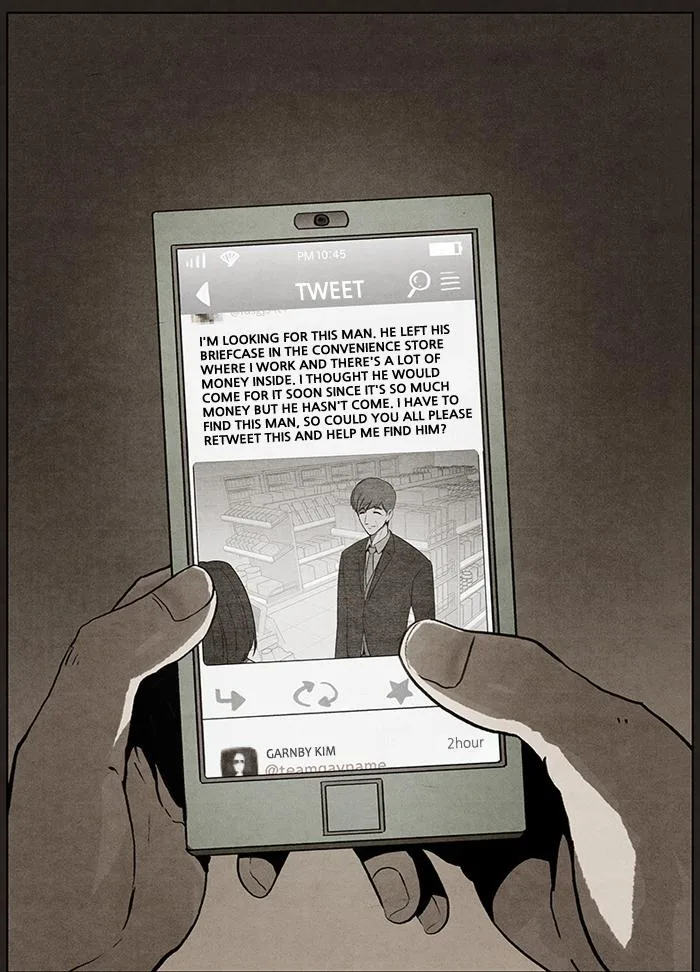 PM 10:45
TWEET
I'M LOOKING FOR THIS MAN. HE LEFT HIS
BRIEFCASE IN THE CONVENIENCE STORE
WHERE I WORK AND THERE'S A LOT OF
MONEY INSIDE. I THOUGHT HE WOULD
COME FOR IT SOON SINCE IT'S SO MUCH
MONEY BUT HE HASN'T COME. I HAVE TO
FIND THIS MAN, SO COULD YOU ALL PLEASE
RETWEET THIS AND HELP ME FIND HIM?
GARNBY KIM
2hour
@teamgavname